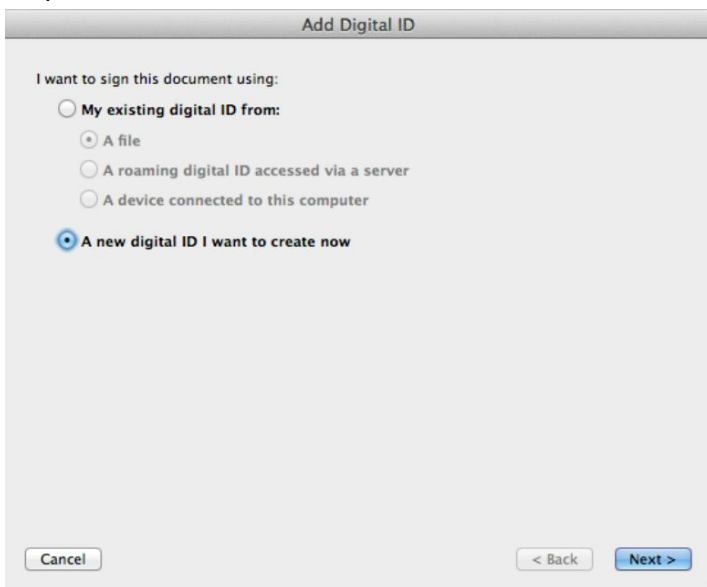 Add Digital ID
I want to sign this document using:
My existing digital ID from:
A file
A roaming digital ID accessed via a server
A device connected to this computer
A new digital ID I want to create now
Cancel
< Back
Next >